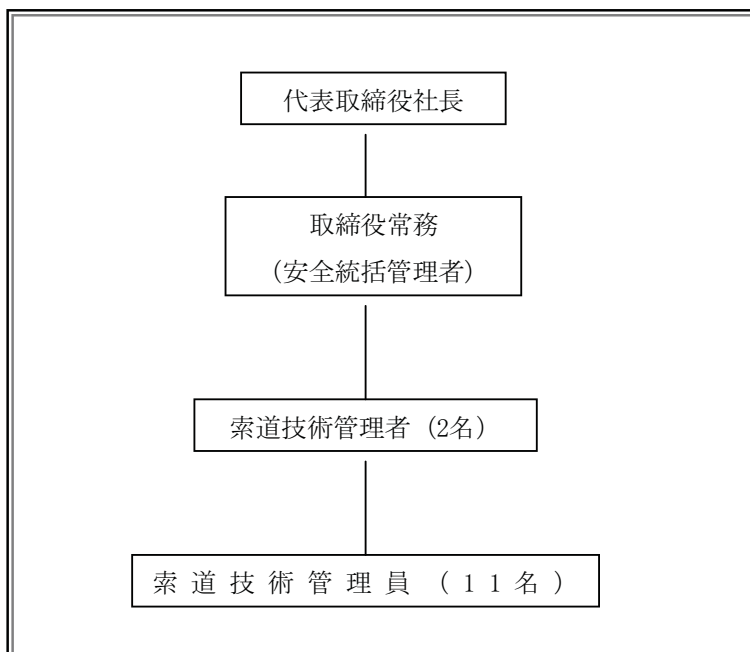 代表取締役社長
取締役常務
(安全統括管理者)
索道技術管理者 (2名)
索道技術管理員 (11名)